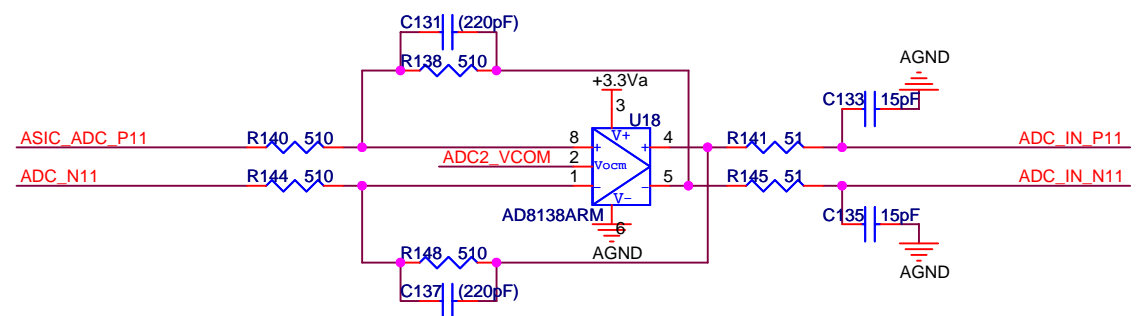 C131 (220pF)
R138 510
+3.3Va
3
U18
V+
AGND
C133 15pF
ASIC_ADC_P11
R140 510
8
+
+
4
R141 51
ADC_IN_P11
ADC2_VCOM
2
Vocm
ADC_N11
R144 510
1
-
-
5
R145 51
ADC_IN_N11
V-
AD8138ARM
6
AGND
C135 15pF
AGND
R148 510
C137 (220pF)